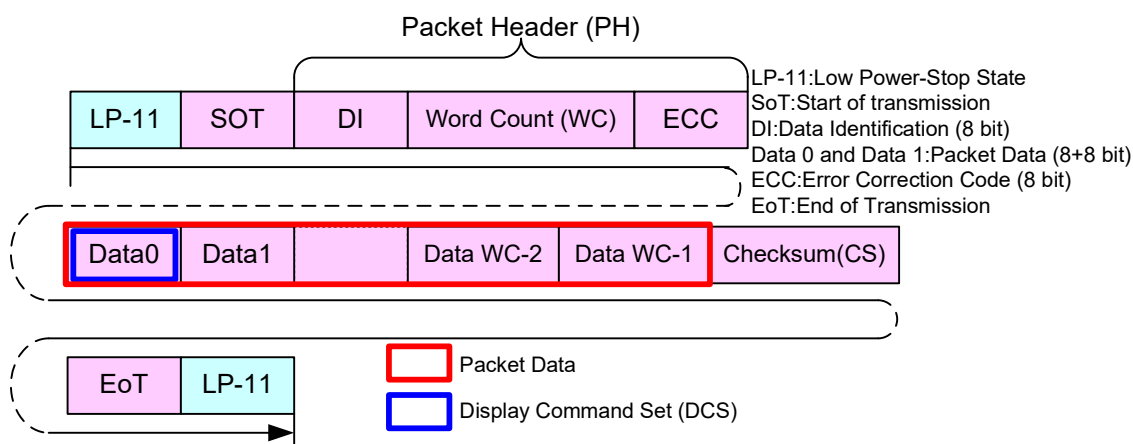 Packet Header (PH)
LP-11 SOT DI Word Count (WC) ECC
LP-11:Low Power-Stop State
SoT:Start of transmission
DI:Data Identification (8 bit)
Data 0 and Data 1:Packet Data (8+8 bit)
ECC:Error Correction Code (8 bit)
EoT:End of Transmission
Data0 Data1 Data WC-2 Data WC-1 Checksum(CS)
EoT LP-11
Packet Data
Display Command Set (DCS)